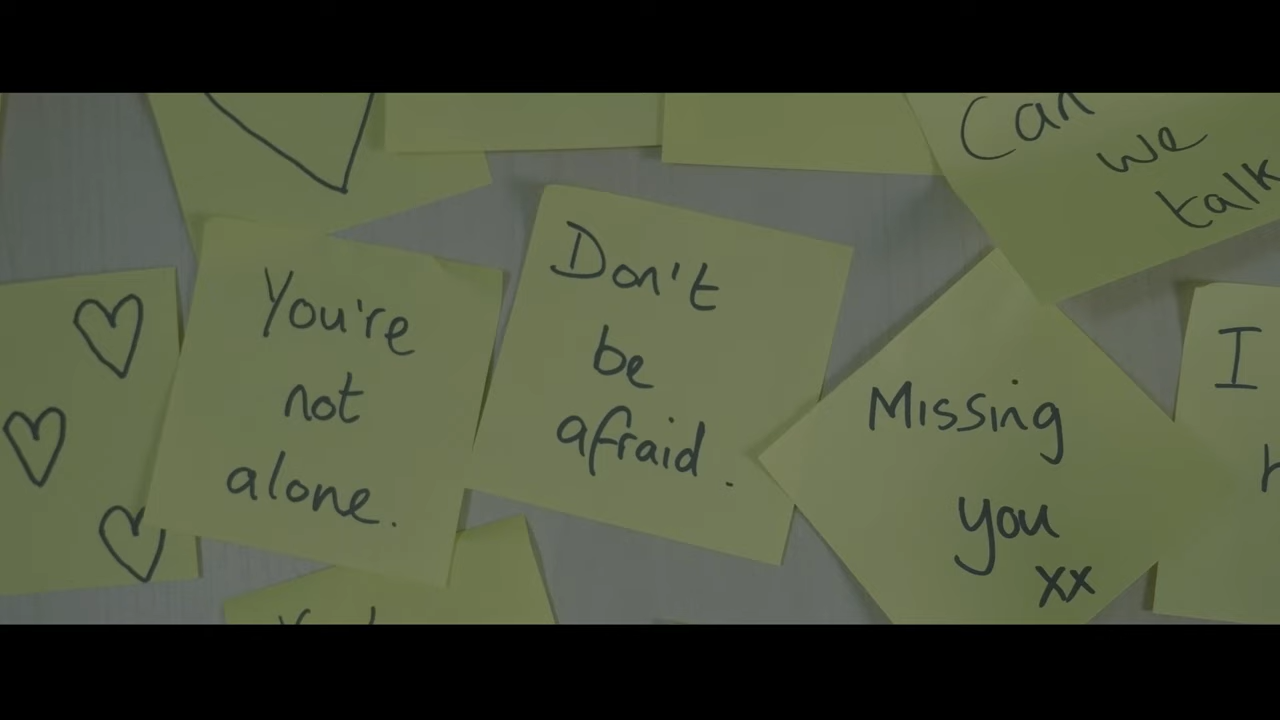 Can
we
talk
You're
not
alone.
Don't
be
afraid.
Missing
you
xx
I